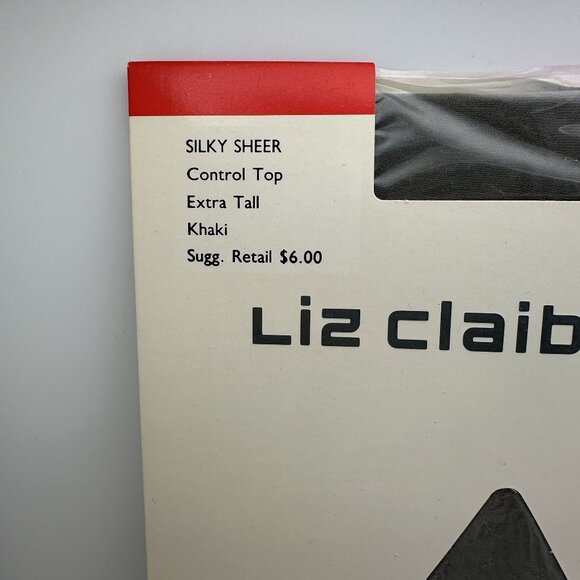 SILKY SHEER
Control Top
Extra Tall
Khaki
Sugg. Retail $6.00
Liz Claib